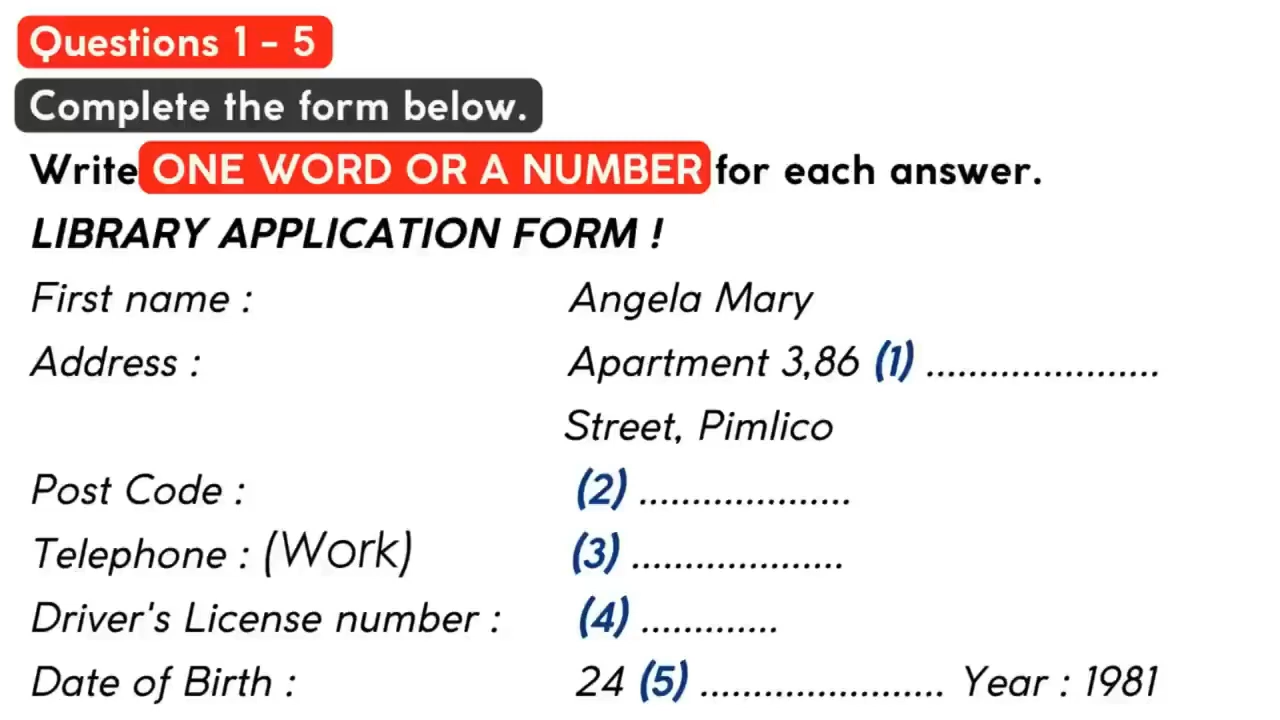 Questions 1 - 5
Complete the form below.
Write ONE WORD OR A NUMBER for each answer.
LIBRARY APPLICATION FORM !
First name : Angela Mary
Address : Apartment 3,86 (1) ......................
Street, Pimlico
Post Code : (2) ....................
Telephone : (Work) (3) ....................
Driver's License number : (4) .............
Date of Birth : 24 (5) ....................... Year : 1981